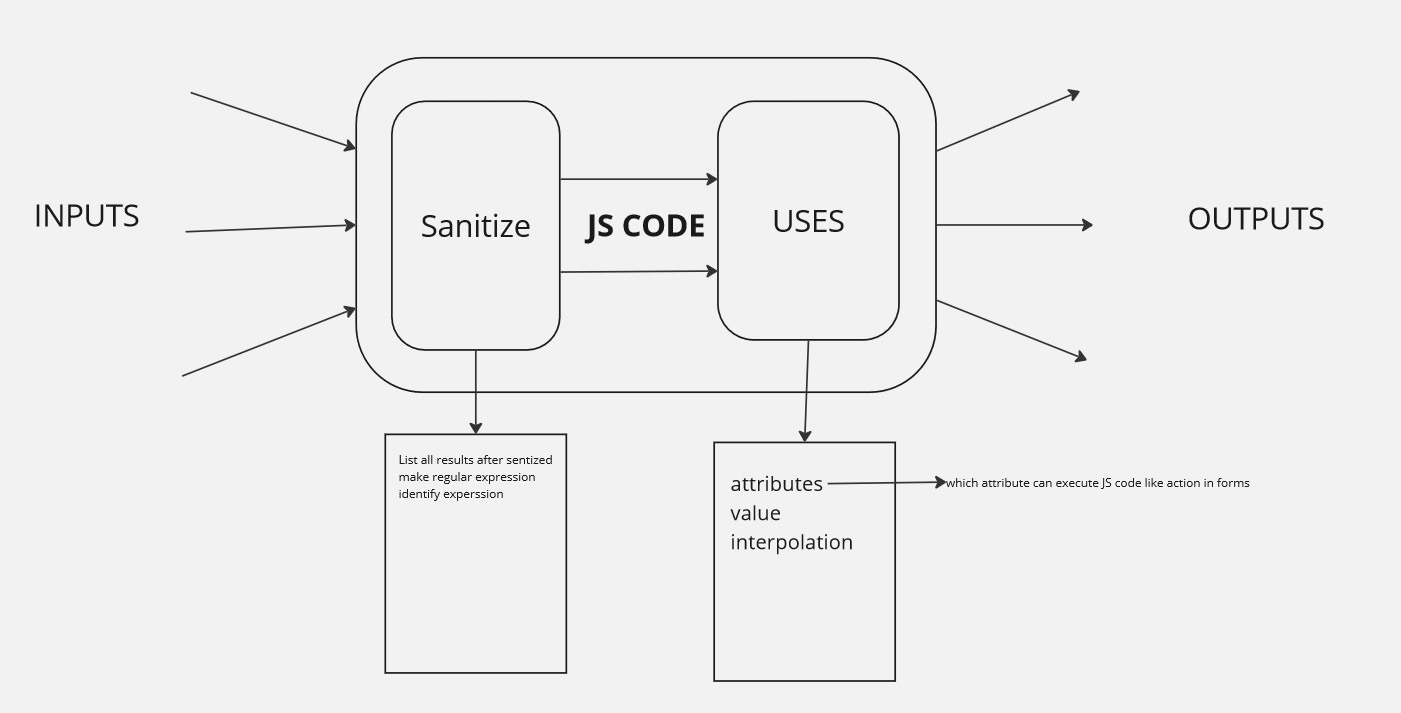 INPUTS
Sanitize
JS CODE
USES
OUTPUTS
List all results after sentized
make regular expression
identify experssion
attributes
value
interpolation
which attribute can execute JS code like action in forms